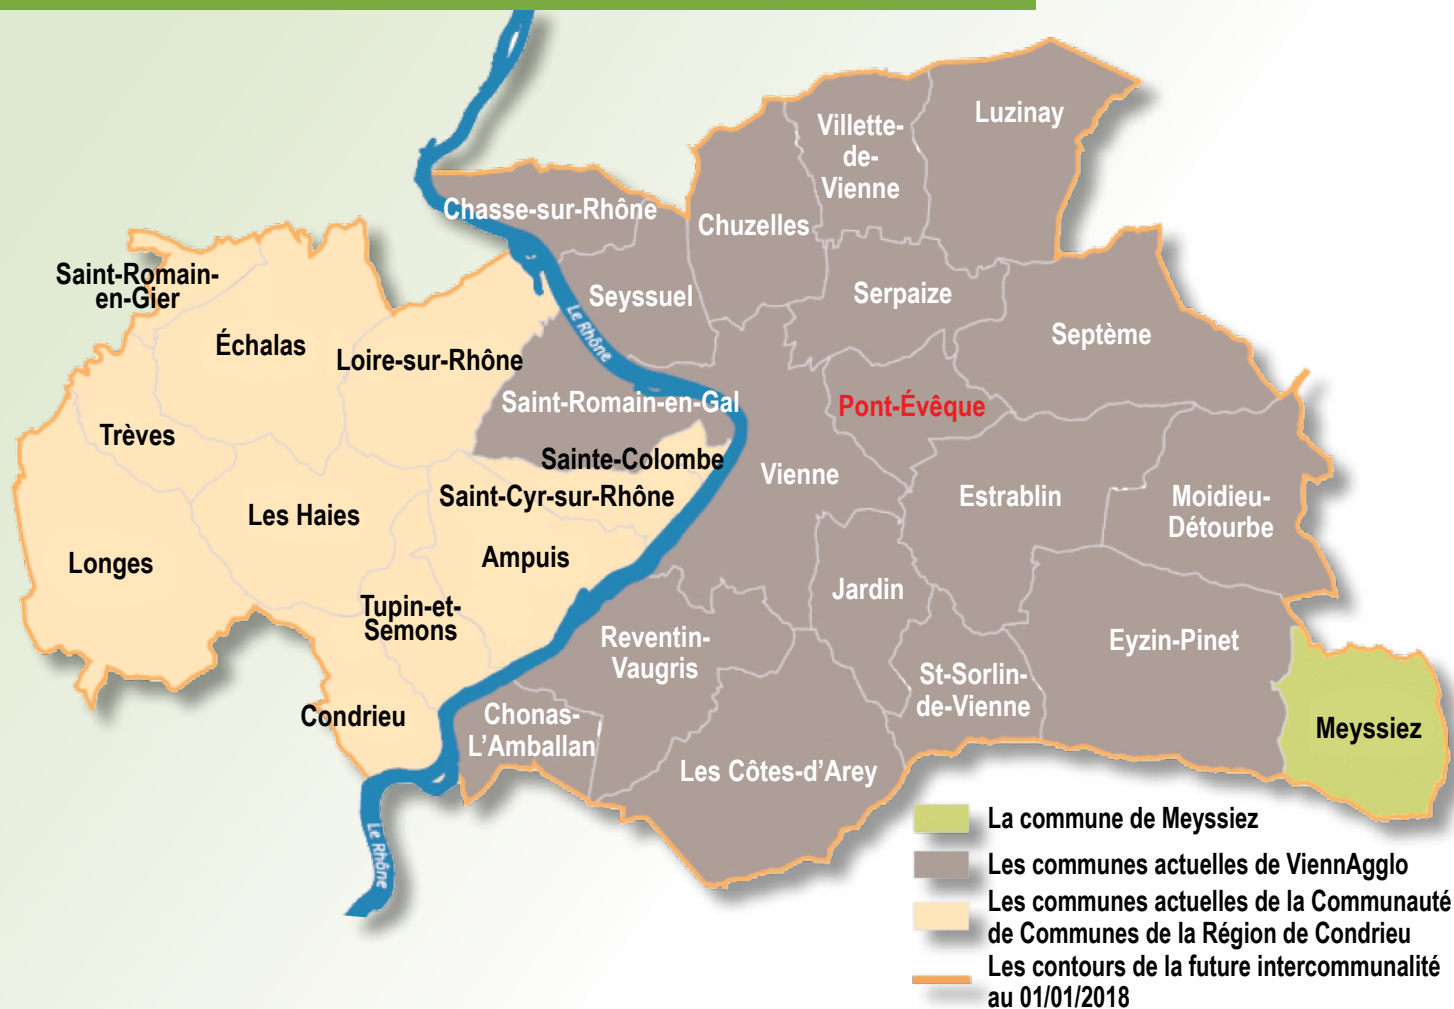 Luzinay
Villette-
de-
Vienne
Chasse-sur-Rhône
Chuzelles
Saint-Romain-
en-Gier
Seyssuel
Serpaize
Le Rhône
Septème
Échalas
Loire-sur-Rhône
Saint-Romain-en-Gal
Pont-Évêque
Trèves
Sainte-Colombe
Vienne
Saint-Cyr-sur-Rhône
Estrablin
Moidieu-
Détourbe
Les Haies
Longes
Ampuis
Jardin
Tupin-et-
Semons
Reventin-
Vaugris
Eyzin-Pinet
St-Sorlin-
de-Vienne
Condrieu
Chonas-
L'Amballan
Meyssiez
Les Côtes-d'Arey
Le Rhône
La commune de Meyssiez
Les communes actuelles de ViennAgglo
Les communes actuelles de la Communauté
de Communes de la Région de Condrieu
Les contours de la future intercommunalité
au 01/01/2018